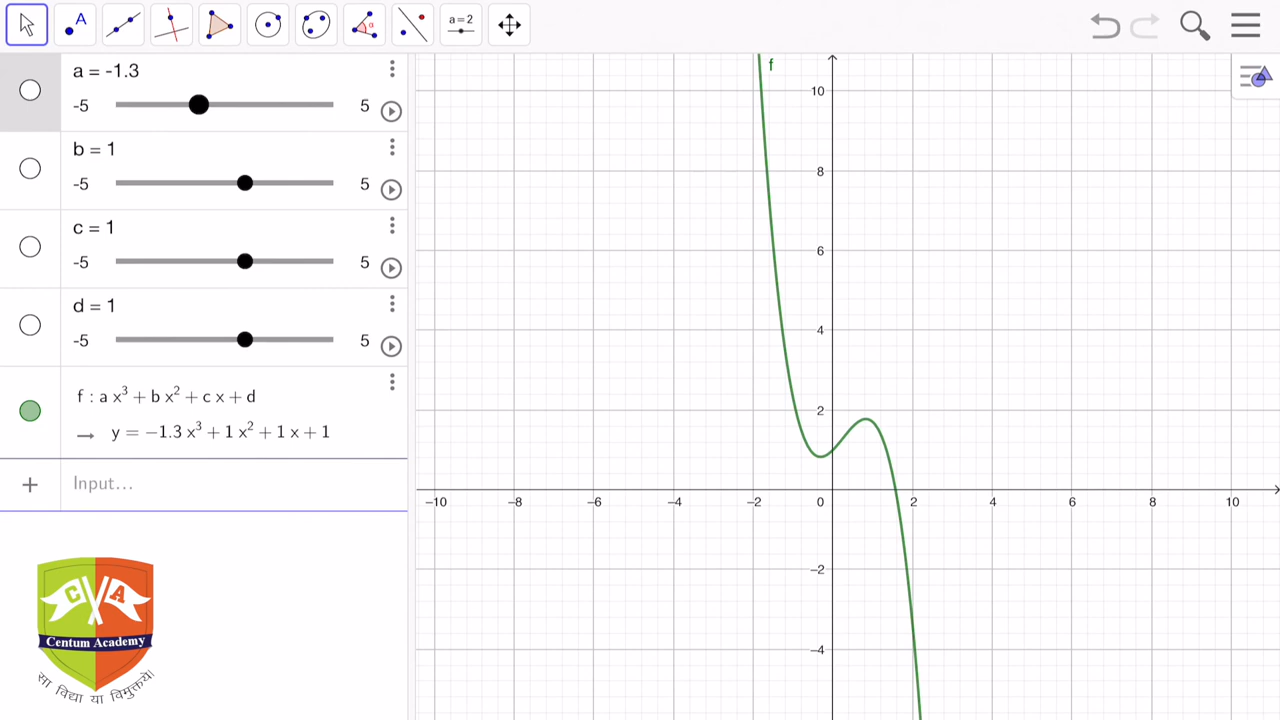 A
α
a = 2
a = -1.3
-5
5
b = 1
-5
5
c = 1
-5
5
d = 1
-5
5
f : a x³ + b x² + c x + d
→ y = −1.3 x³ + 1 x² + 1 x + 1
+ Input...
C A
Centum Academy
सा विद्या या विमुक्तये।
f
10
8
6
4
2
−10 −8 −6 −4 −2 0 2 4 6 8 10
−2
−4